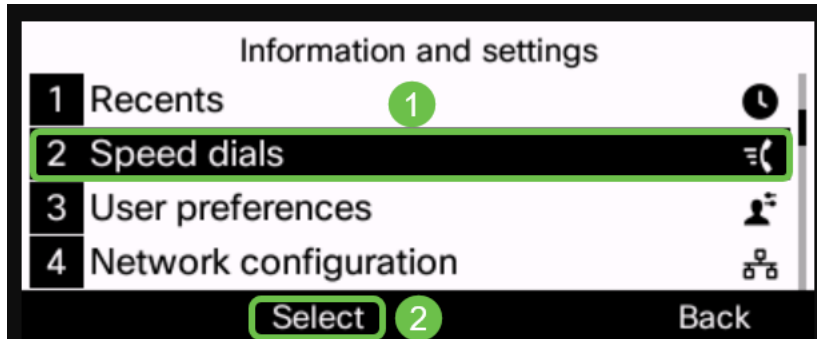 Information and settings
1 Recents 1
2 Speed dials
3 User preferences
4 Network configuration
Select 2 Back